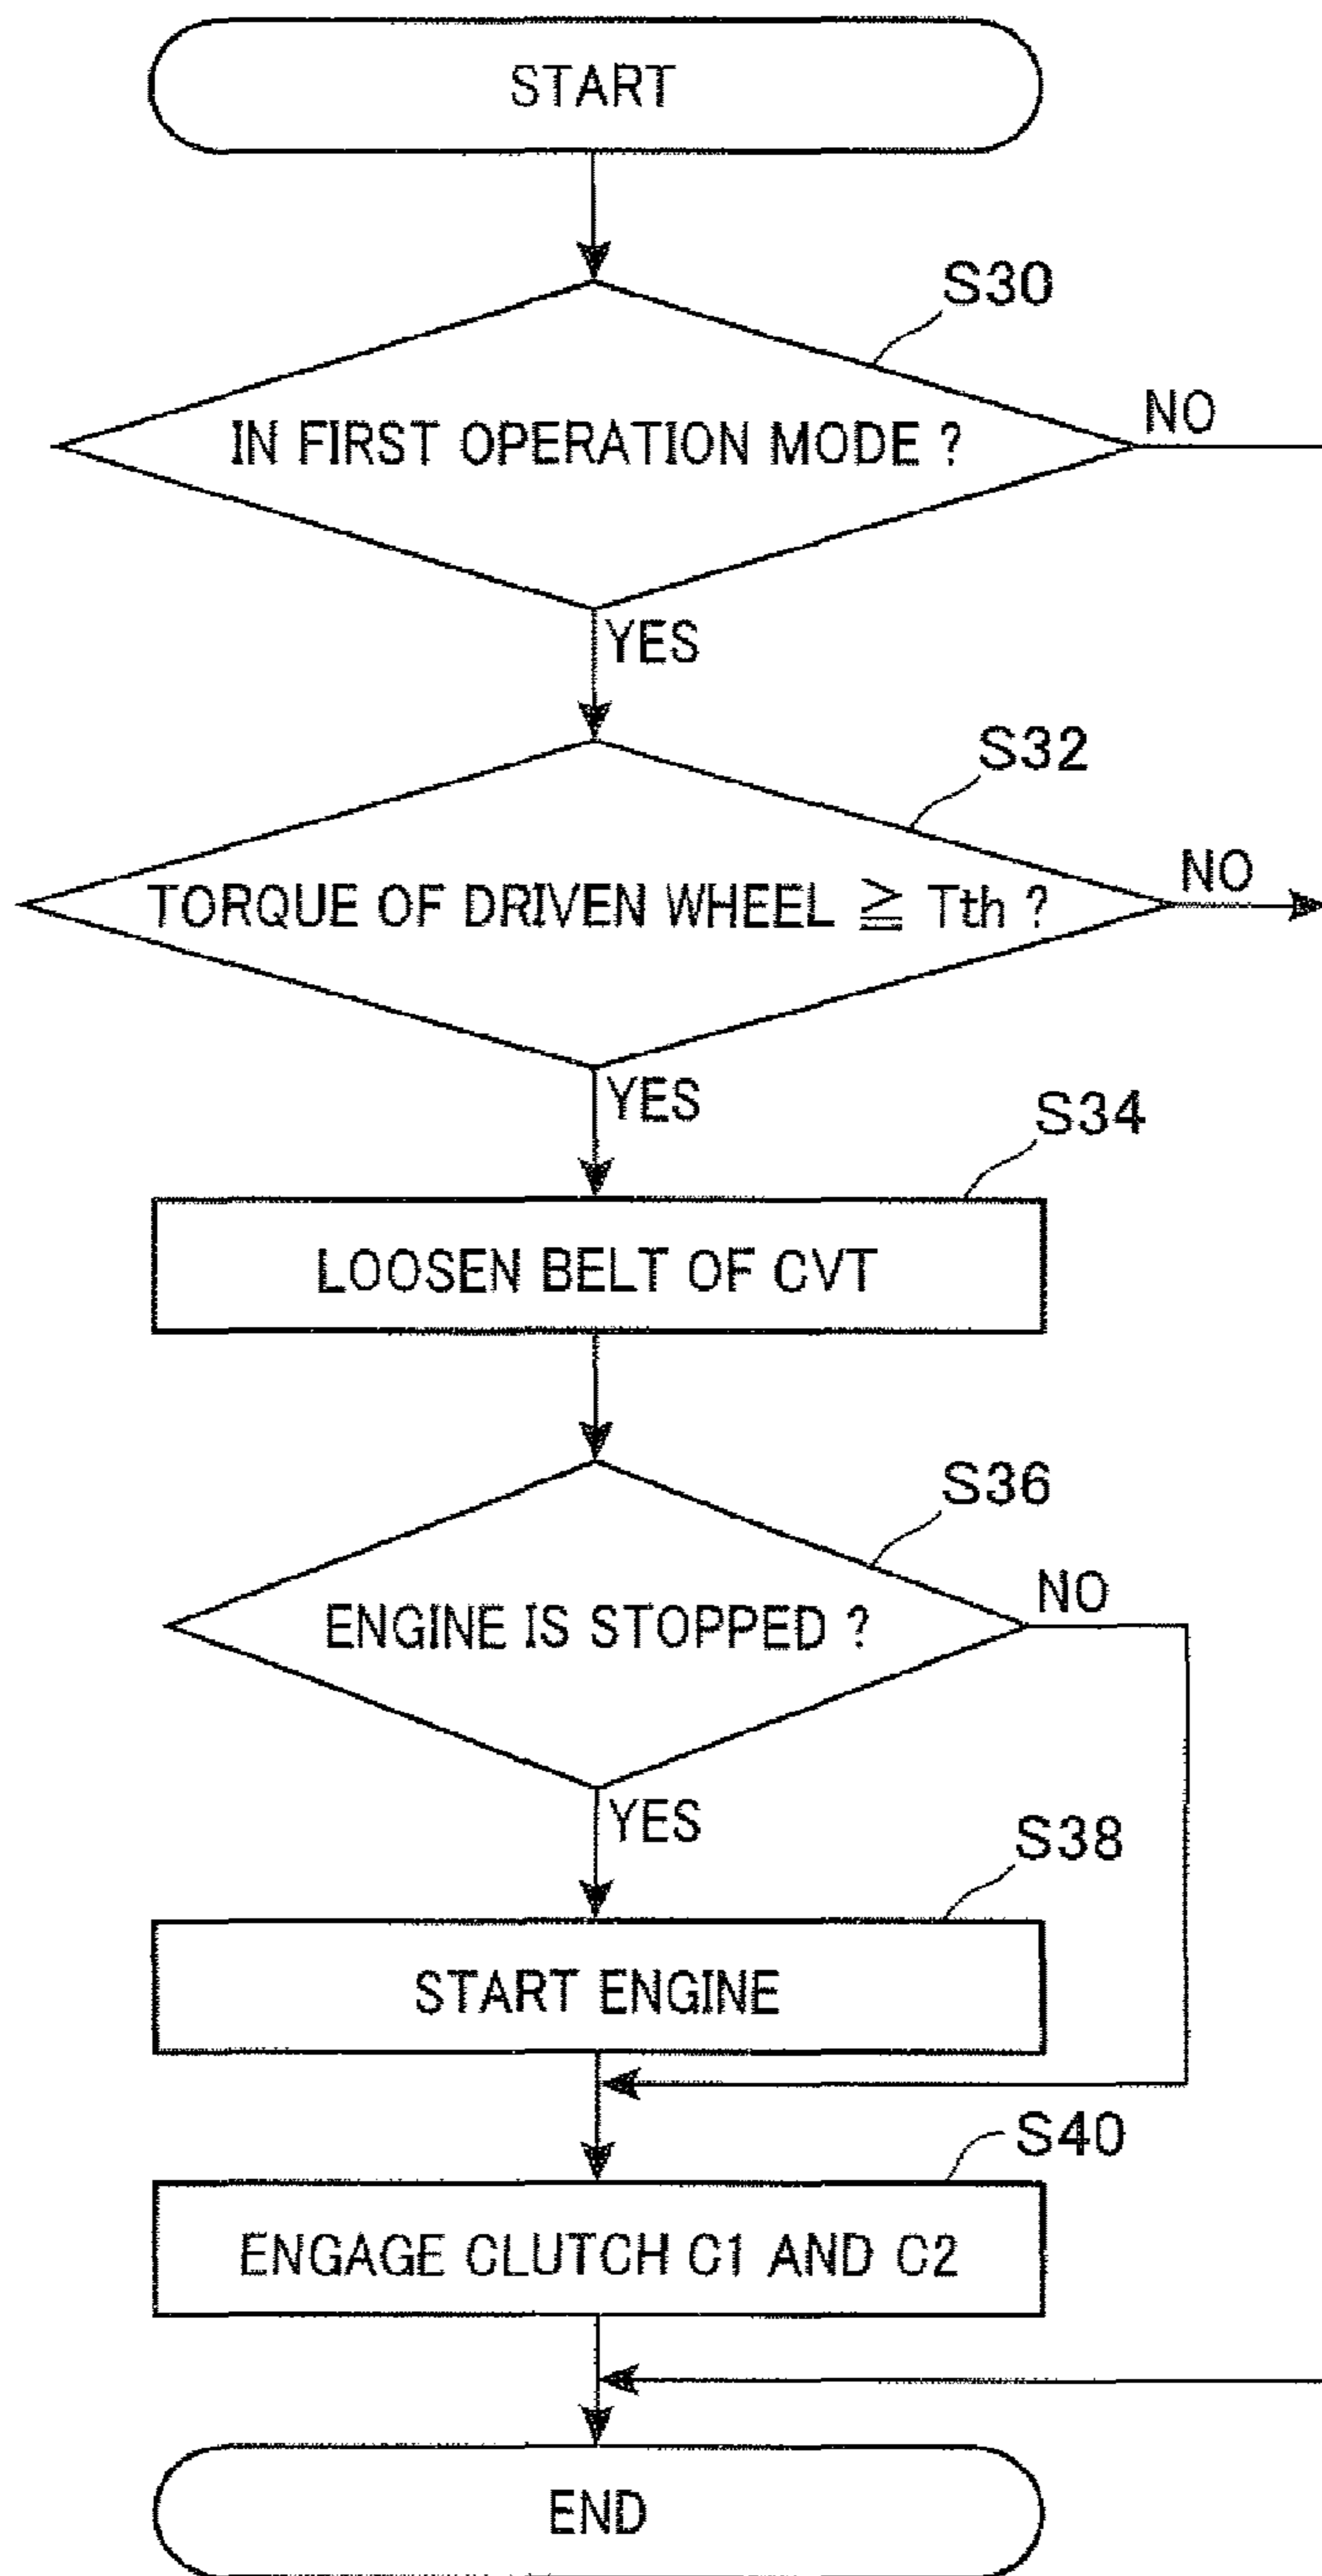 START
S30
IN FIRST OPERATION MODE ?
NO
YES
S32
TORQUE OF DRIVEN WHEEL ≧ Tth ?
NO
YES
S34
LOOSEN BELT OF CVT
S36
ENGINE IS STOPPED ?
NO
YES
S38
START ENGINE
S40
ENGAGE CLUTCH C1 AND C2
END